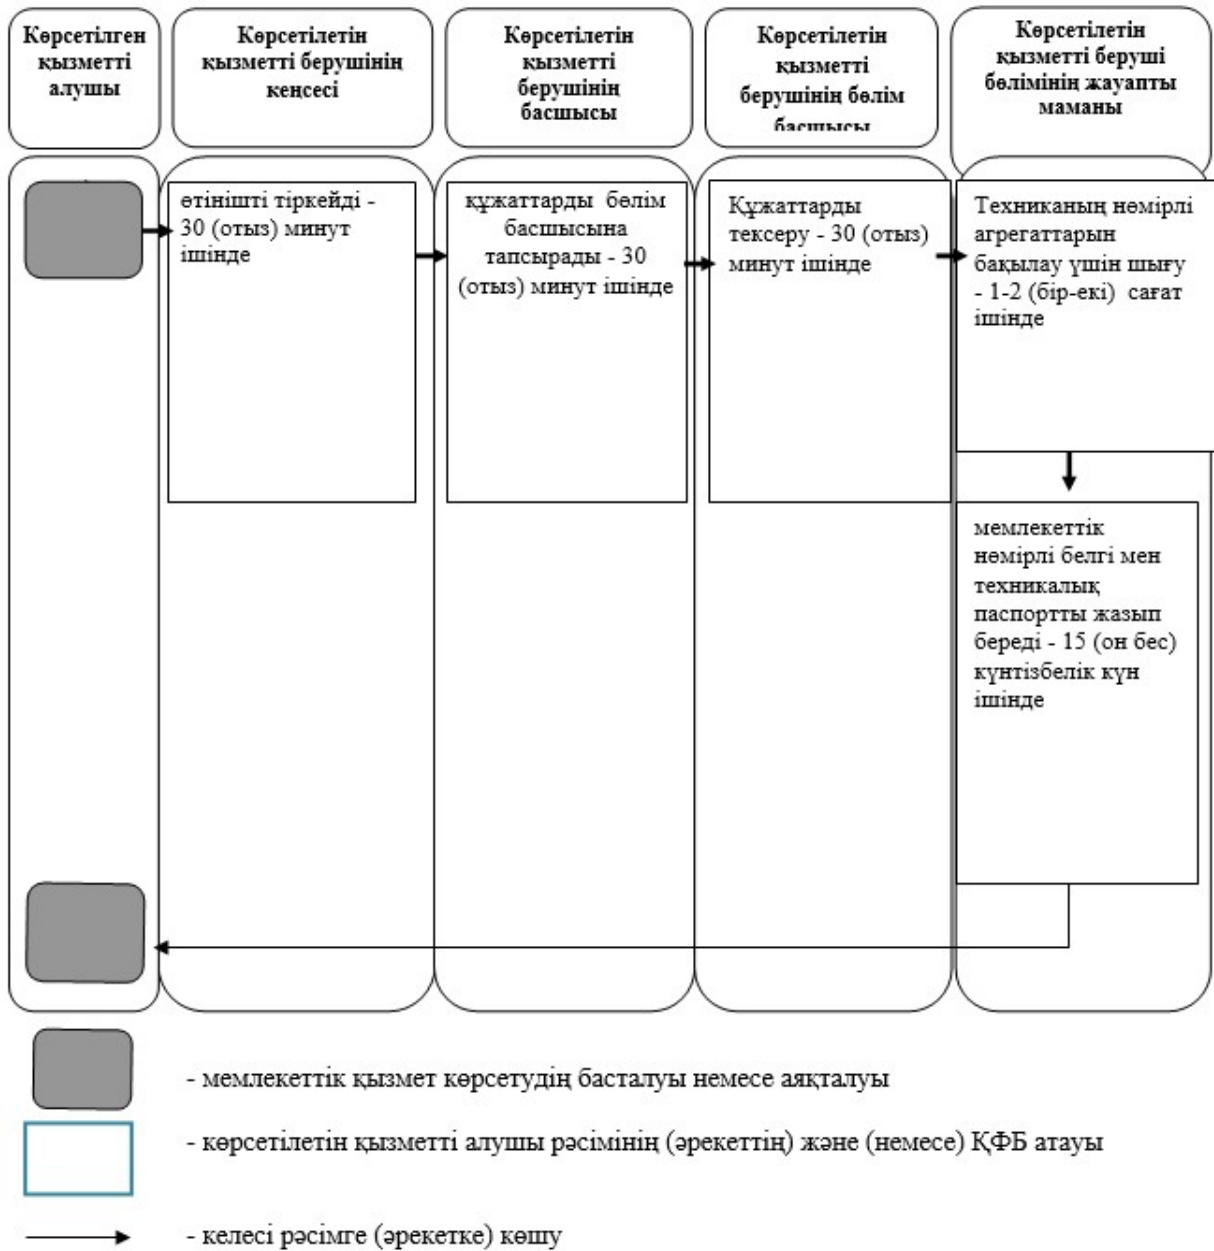 Көрсетілген
қызметті
алушы
Көрсетілетін
қызметті берушінің
кеңсесі
Көрсетілетін
қызметті
берушінің
басшысы
Көрсетілетін
қызметті
берушінің бөлім
басшысы
Көрсетілетін
қызметті беруші
бөлімінің жауапты
маманы
өтінішті тіркейді -
30 (отыз) минут
ішінде
құжаттарды бөлім
басшысына
тапсырады - 30
(отыз) минут ішінде
Құжаттарды
тексеру - 30 (отыз)
минут ішінде
Техниканың нөмірлі
агрегаттарын
бақылау үшін шығу
- 1-2 (бір-екі) сағат
ішінде
мемлекеттік
нөмірлі белгі мен
техникалық
паспортты жазып
береді - 15 (он бес)
күнтізбелік күн
ішінде
- мемлекеттік қызмет көрсетудің басталуы немесе аяқталуы
- көрсетілетін қызметті алушы рәсімінің (әрекеттің) және (немесе) ҚФБ атауы
- келесі рәсімге (әрекетке) көшу